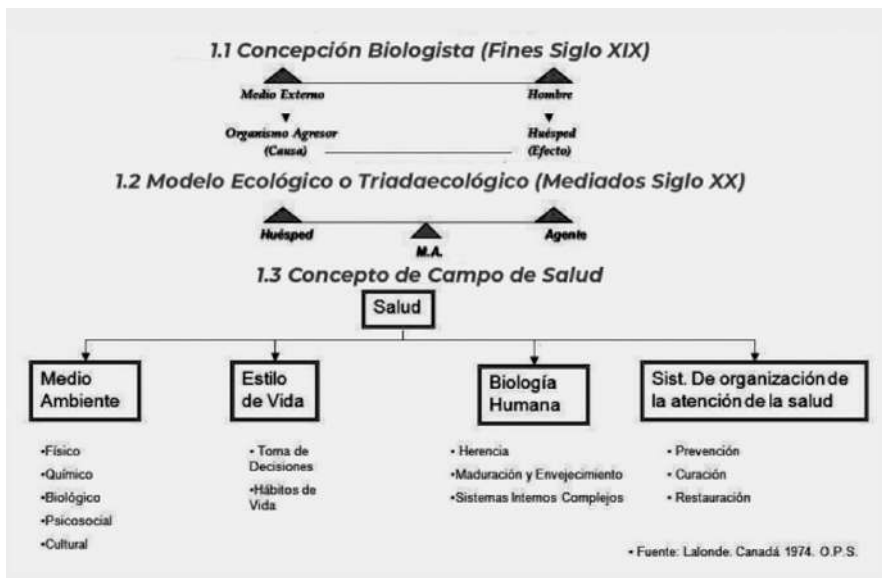 1.1 Concepción Biologista (Fines Siglo XIX)
Medio Externo
Hombre
Organismo Agresor
(Causa)
Huésped
(Efecto)
1.2 Modelo Ecológico o Triadaecológico (Mediados Siglo XX)
Huésped
Agente
M.A.
1.3 Concepto de Campo de Salud
Salud
Medio
Ambiente
Estilo
de Vida
Biología
Humana
Sist. De organización de
la atención de la salud
•Físico
•Químico
•Biológico
•Psicosocial
•Cultural
• Toma de
Decisiones
•Hábitos de
Vida
• Herencia
•Maduración y Envejecimiento
•Sistemas Internos Complejos
• Prevención
• Curación
• Restauración
• Fuente: Lalonde. Canadá. 1974. O.P.S.